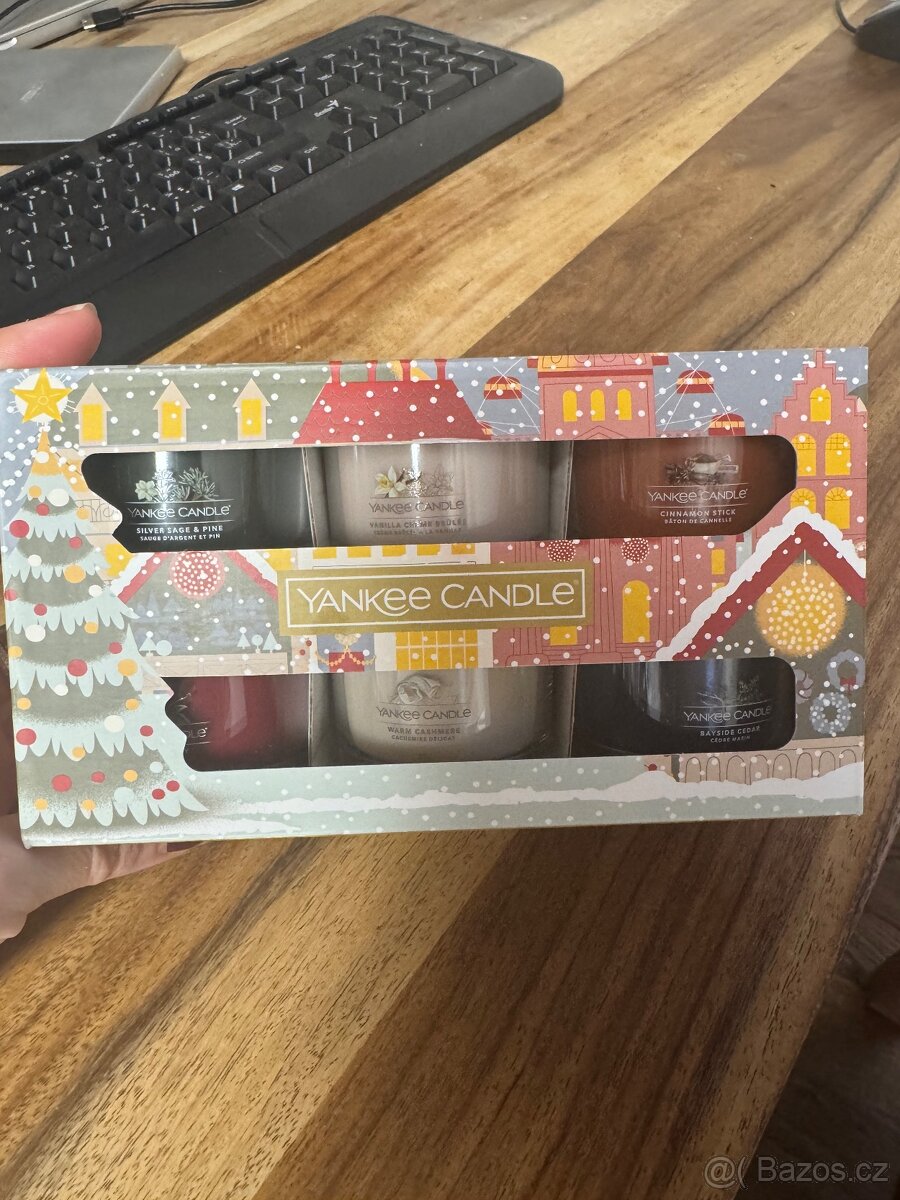 YANKEE CANDLE
SILVER SAGE & PINE
SAUGE D'ARGENT ET PIN
YANKEE CANDLE
VANILLA CRÈME BRÛLÉE
YANKEE CANDLE
CINNAMON STICK
BÂTON DE CANNELLE
YANKEE CANDLE
YANKEE CANDLE
WARM CASHMERE
CACHEMIRE DÉLICAT
YANKEE CANDLE
BAYSIDE CEDAR
CÈDRE MARIN
@( Bazos.cz